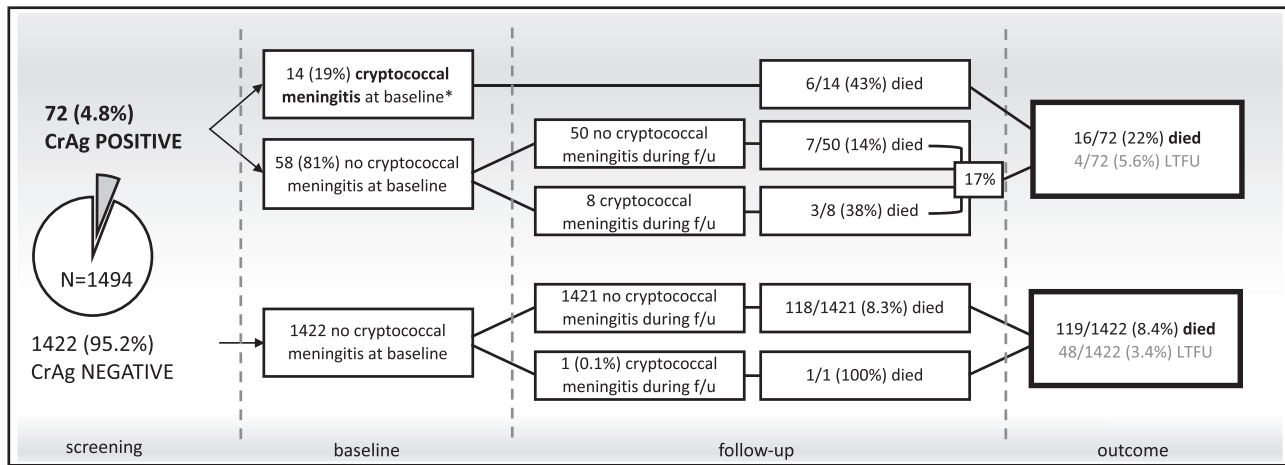 72 (4.8%)
CrAg POSITIVE
N=1494
1422 (95.2%)
CrAg NEGATIVE
screening
14 (19%) cryptococcal
meningitis at baseline*
58 (81%) no cryptococcal
meningitis at baseline
1422 no cryptococcal
meningitis at baseline
baseline
50 no cryptococcal
meningitis during f/u
8 cryptococcal
meningitis during f/u
1421 no cryptococcal
meningitis during f/u
1 (0.1%) cryptococcal
meningitis during f/u
6/14 (43%) died
7/50 (14%) died
17%
3/8 (38%) died
118/1421 (8.3%) died
1/1 (100%) died
follow-up
16/72 (22%) died
4/72 (5.6%) LTFU
119/1422 (8.4%) died
48/1422 (3.4%) LTFU
outcome